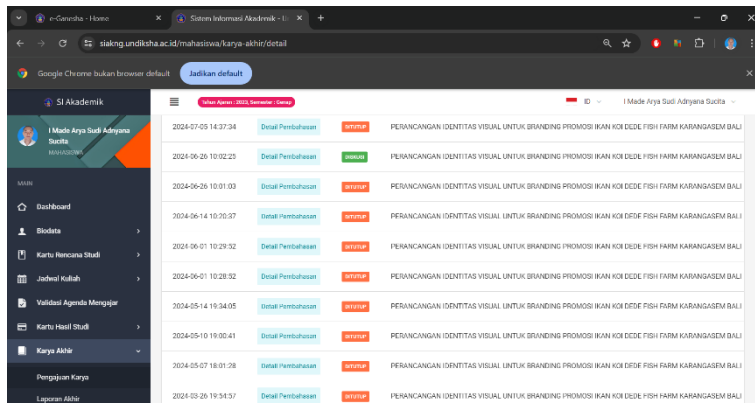 e-Ganesha - Home
Sistem Informasi Akademik - U
siakng.undiksha.ac.id/mahasiswa/karya-akhir/detail
Google Chrome bukan browser default
Jadikan default
SI Akademik
Tahun Ajaran : 2023, Semester : Genap
ID
I Made Arya Sudi Adnyana Sucita
I Made Arya Sudi Adnyana
Sucita
MAHASISWA
MAIN
Dashboard
Biodata
Kartu Rencana Studi
Jadwal Kuliah
Validasi Agenda Mengajar
Kartu Hasil Studi
Karya Akhir
Pengajuan Karya
Laporan Akhir
2024-07-05 14:37:34 Detail Pembahasan DITUTUP PERANCANGAN IDENTITAS VISUAL UNTUK BRANDING PROMOSI IKAN KOI DEDE FISH FARM KARANGASEM BALI
2024-06-26 10:02:25 Detail Pembahasan DISKUSI PERANCANGAN IDENTITAS VISUAL UNTUK BRANDING PROMOSI IKAN KOI DEDE FISH FARM KARANGASEM BALI
2024-06-26 10:01:03 Detail Pembahasan DITUTUP PERANCANGAN IDENTITAS VISUAL UNTUK BRANDING PROMOSI IKAN KOI DEDE FISH FARM KARANGASEM BALI
2024-06-14 10:20:37 Detail Pembahasan DITUTUP PERANCANGAN IDENTITAS VISUAL UNTUK BRANDING PROMOSI IKAN KOI DEDE FISH FARM KARANGASEM BALI
2024-06-01 10:29:52 Detail Pembahasan DITUTUP PERANCANGAN IDENTITAS VISUAL UNTUK BRANDING PROMOSI IKAN KOI DEDE FISH FARM KARANGASEM BALI
2024-06-01 10:28:52 Detail Pembahasan DITUTUP PERANCANGAN IDENTITAS VISUAL UNTUK BRANDING PROMOSI IKAN KOI DEDE FISH FARM KARANGASEM BALI
2024-05-14 19:34:05 Detail Pembahasan DITUTUP PERANCANGAN IDENTITAS VISUAL UNTUK BRANDING PROMOSI IKAN KOI DEDE FISH FARM KARANGASEM BALI
2024-05-10 19:00:41 Detail Pembahasan DITUTUP PERANCANGAN IDENTITAS VISUAL UNTUK BRANDING PROMOSI IKAN KOI DEDE FISH FARM KARANGASEM BALI
2024-05-07 18:01:28 Detail Pembahasan DITUTUP PERANCANGAN IDENTITAS VISUAL UNTUK BRANDING PROMOSI IKAN KOI DEDE FISH FARM KARANGASEM BALI
2024-03-26 19:54:57 Detail Pembahasan DITUTUP PERANCANGAN IDENTITAS VISUAL UNTUK BRANDING PROMOSI IKAN KOI DEDE FISH FARM KARANGASEM BALI